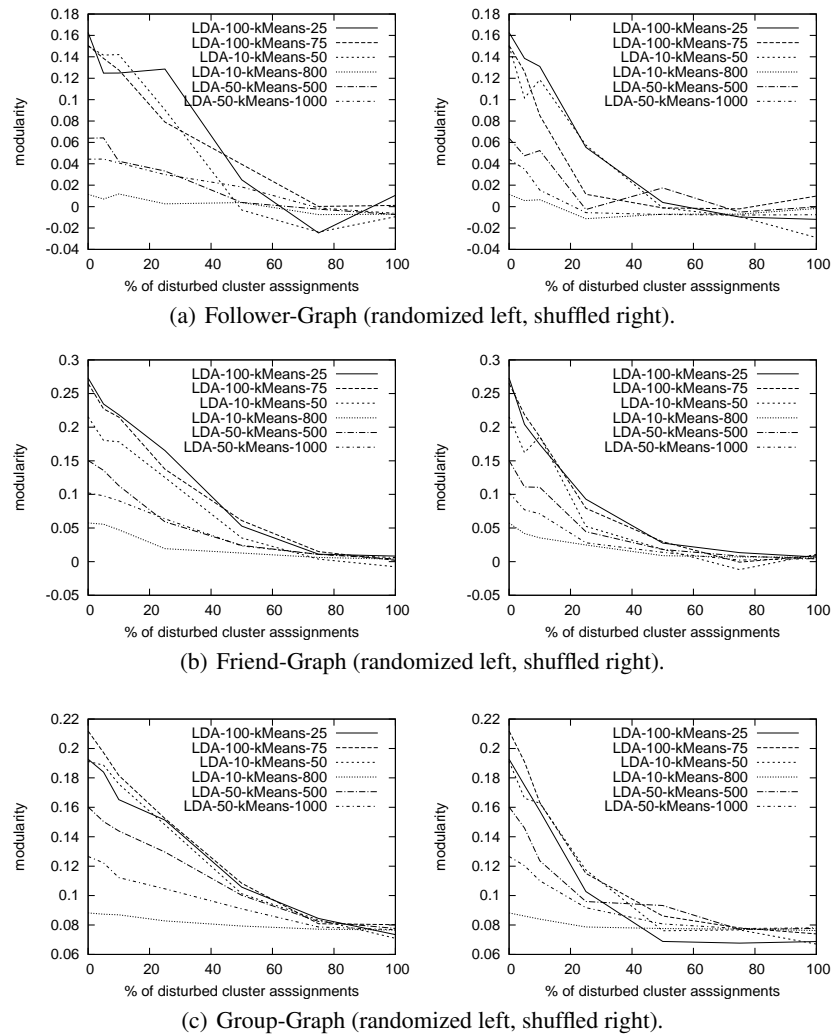 0.18
0.16
0.14
0.12
0.1
0.08
0.06
0.04
0.02
0
-0.02
-0.04
modularity
LDA-100-kMeans-25
LDA-100-kMeans-75
LDA-10-kMeans-50
LDA-10-kMeans-800
LDA-50-kMeans-500
LDA-50-kMeans-1000
0 20 40 60 80 100
% of disturbed cluster asssignments
0.18
0.16
0.14
0.12
0.1
0.08
0.06
0.04
0.02
0
-0.02
-0.04
modularity
LDA-100-kMeans-25
LDA-100-kMeans-75
LDA-10-kMeans-50
LDA-10-kMeans-800
LDA-50-kMeans-500
LDA-50-kMeans-1000
0 20 40 60 80 100
% of disturbed cluster asssignments
(a) Follower-Graph (randomized left, shuffled right).
0.3
0.25
0.2
0.15
0.1
0.05
0
-0.05
modularity
LDA-100-kMeans-25
LDA-100-kMeans-75
LDA-10-kMeans-50
LDA-10-kMeans-800
LDA-50-kMeans-500
LDA-50-kMeans-1000
0 20 40 60 80 100
% of disturbed cluster asssignments
0.3
0.25
0.2
0.15
0.1
0.05
0
-0.05
modularity
LDA-100-kMeans-25
LDA-100-kMeans-75
LDA-10-kMeans-50
LDA-10-kMeans-800
LDA-50-kMeans-500
LDA-50-kMeans-1000
0 20 40 60 80 100
% of disturbed cluster asssignments
(b) Friend-Graph (randomized left, shuffled right).
0.22
0.2
0.18
0.16
0.14
0.12
0.1
0.08
0.06
modularity
LDA-100-kMeans-25
LDA-100-kMeans-75
LDA-10-kMeans-50
LDA-10-kMeans-800
LDA-50-kMeans-500
LDA-50-kMeans-1000
0 20 40 60 80 100
% of disturbed cluster asssignments
0.22
0.2
0.18
0.16
0.14
0.12
0.1
0.08
0.06
modularity
LDA-100-kMeans-25
LDA-100-kMeans-75
LDA-10-kMeans-50
LDA-10-kMeans-800
LDA-50-kMeans-500
LDA-50-kMeans-1000
0 20 40 60 80 100
% of disturbed cluster asssignments
(c) Group-Graph (randomized left, shuffled right).